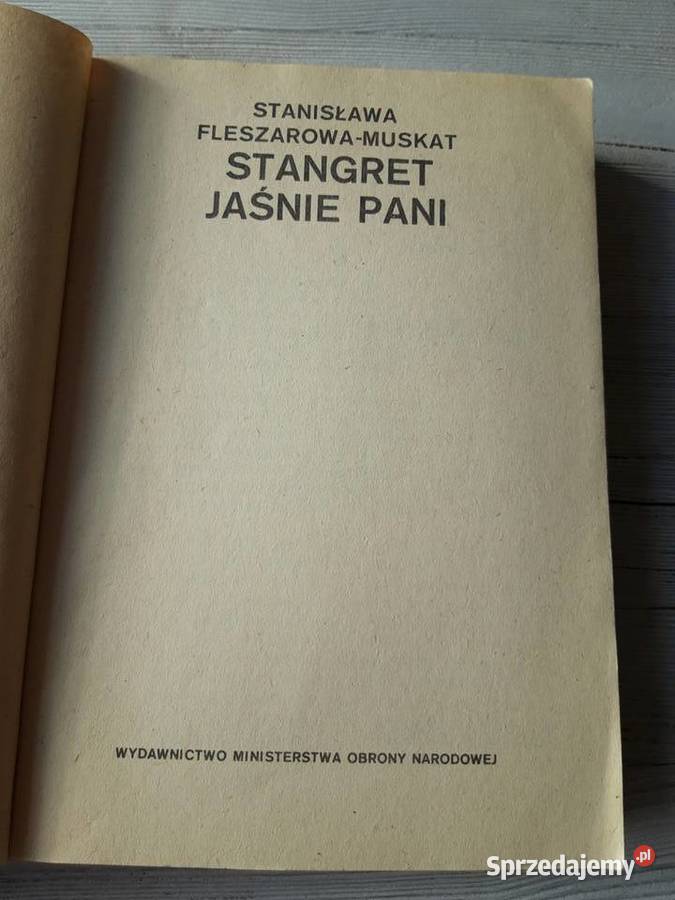 STANISŁAWA
FLESZAROWA-MUSKAT
STANGRET
JAŚNIE PANI
WYDAWNICTWO MINISTERSTWA OBRONY NARODOWEJ
Sprzedajemy.pl